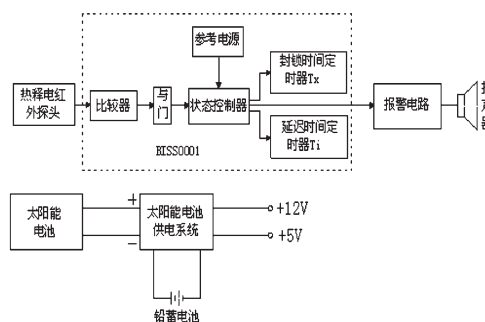 参考电源
封锁时间定
时器Tx
热释电红
外探头
比较器
与
门
状态控制器
报警电路
扬
声
器
延迟时间定
时器Ti
BISS0001
太阳能
电池
+
−
太阳能电池
供电系统
+12V
+5V
铅蓄电池